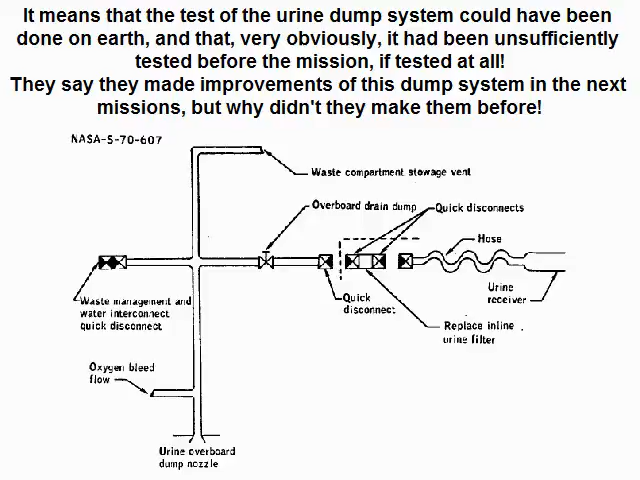 It means that the test of the urine dump system could have been
done on earth, and that, very obviously, it had been unsufficiently
tested before the mission, if tested at all!
They say they made improvements of this dump system in the next
missions, but why didn't they make them before!
NASA-S-70-607
Waste compartment stowage vent
Overboard drain dump
Quick disconnects
Hose
Waste management and
water interconnect
quick disconnect
Quick
disconnect
Urine
receiver
Replace inline
urine filter
Oxygen bleed
flow
Urine overboard
dump nozzle